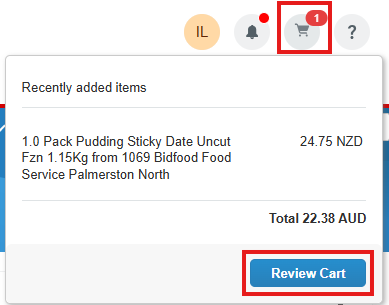 IL
1
?
Recently added items
1.0 Pack Pudding Sticky Date Uncut 24.75 NZD
Fzn 1.15Kg from 1069 Bidfood Food
Service Palmerston North
Total 22.38 AUD
Review Cart